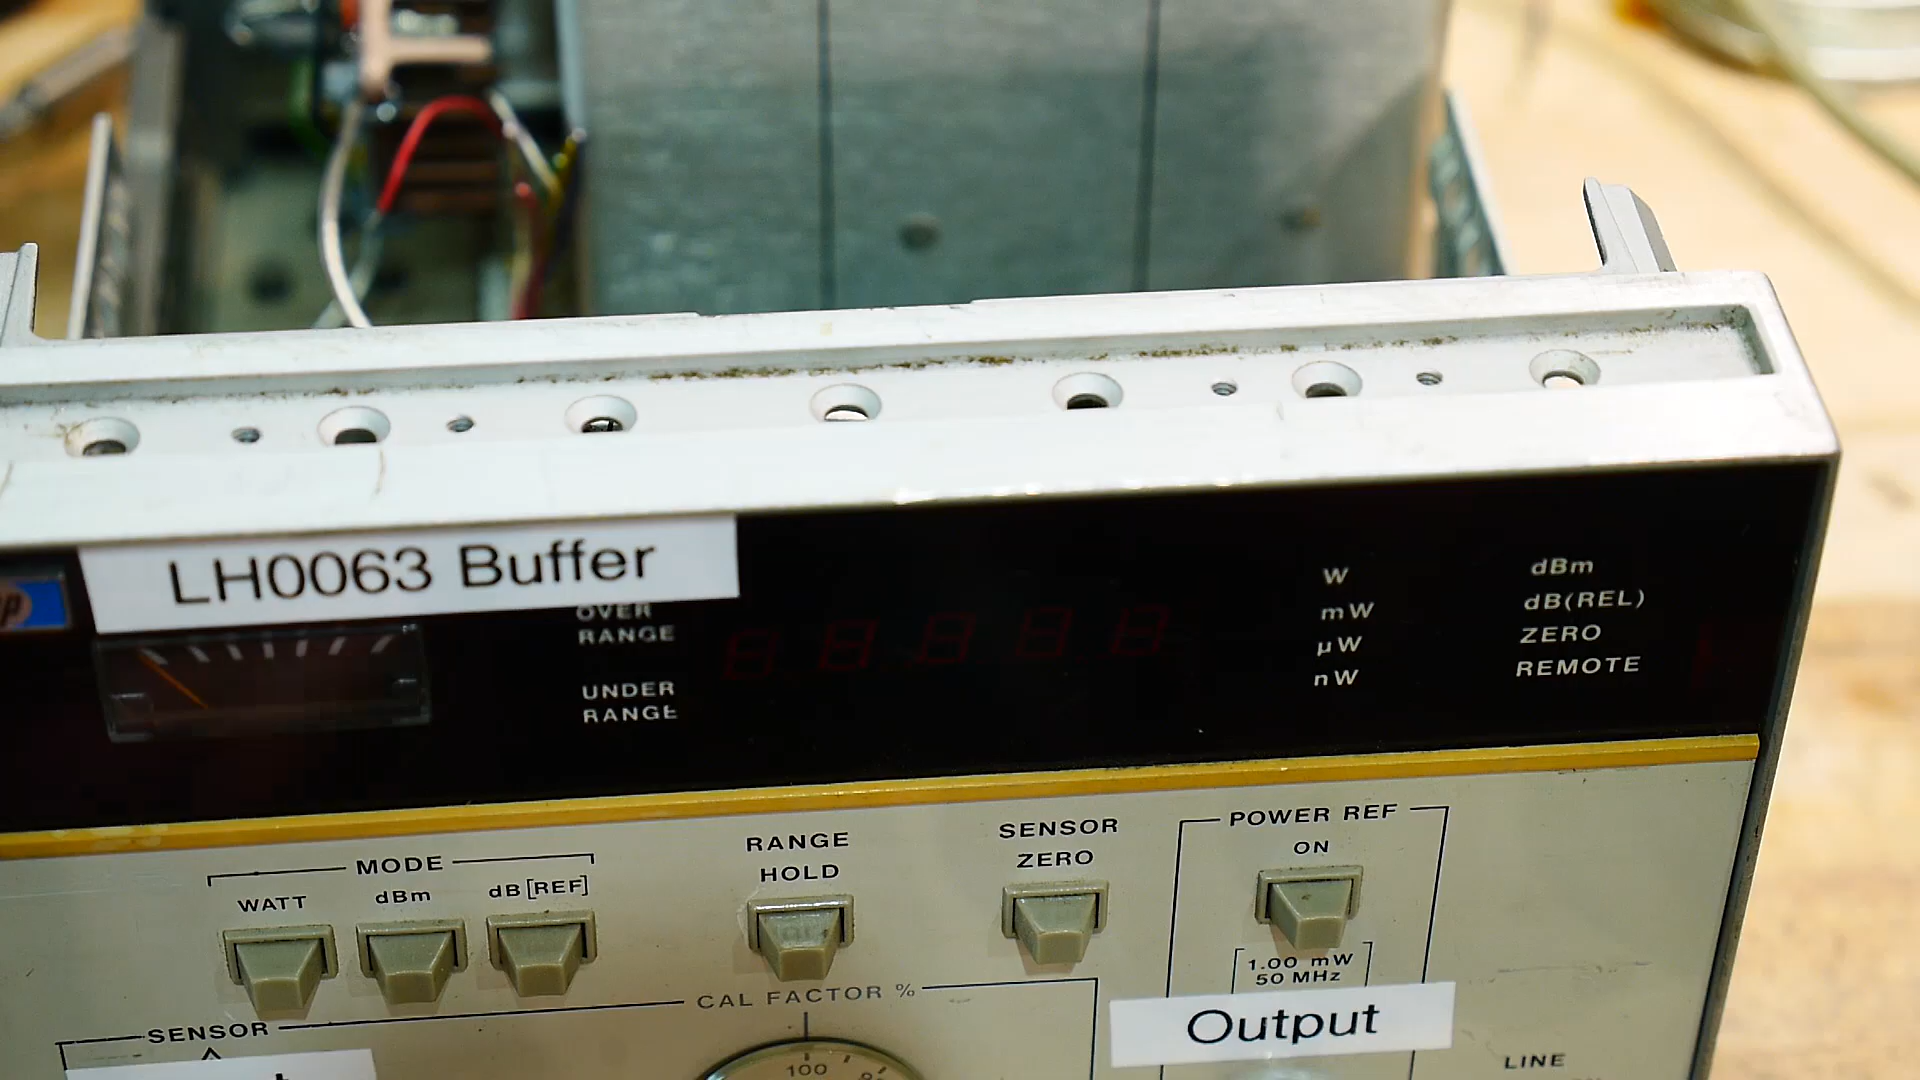 LH0063 Buffer
hp
OVER
RANGE
UNDER
RANGE
W
mW
µW
nW
dBm
dB(REL)
ZERO
REMOTE
MODE
WATT
dBm
dB[REF]
RANGE
HOLD
SENSOR
ZERO
POWER REF
ON
1.00 mW
50 MHz
CAL FACTOR %
SENSOR
100
Output
LINE